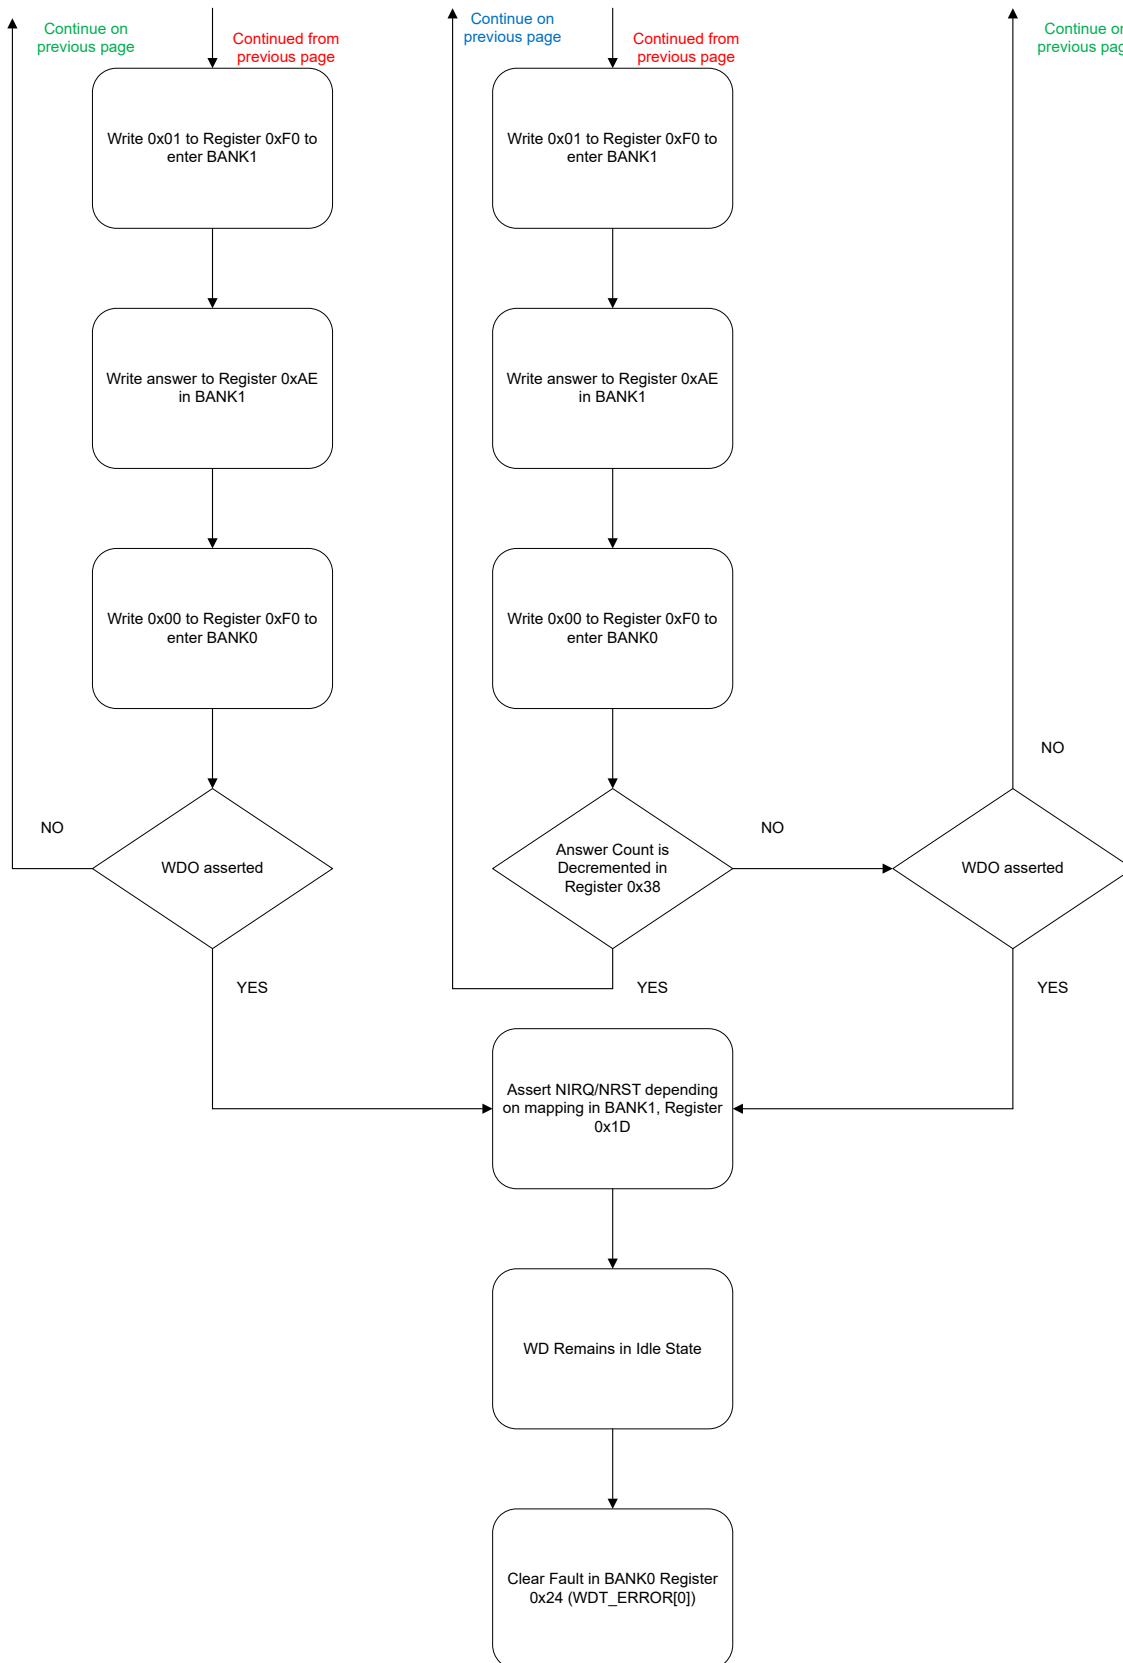 Continue on
previous page
Continued from
previous page
Continue on
previous page
Continued from
previous page
Continue
previous
Write 0x01 to Register 0xF0 to
enter BANK1
Write 0x01 to Register 0xF0 to
enter BANK1
Write answer to Register 0xAE
in BANK1
Write answer to Register 0xAE
in BANK1
Write 0x00 to Register 0xF0 to
enter BANK0
Write 0x00 to Register 0xF0 to
enter BANK0
NO
NO
WDO asserted
NO
Answer Count is
Decremented in
Register 0x38
WDO asserted
YES
YES
YES
Assert NIRQ/NRST depending
on mapping in BANK1, Register
0x1D
WD Remains in Idle State
Clear Fault in BANK0 Register
0x24 (WDT_ERROR[0])